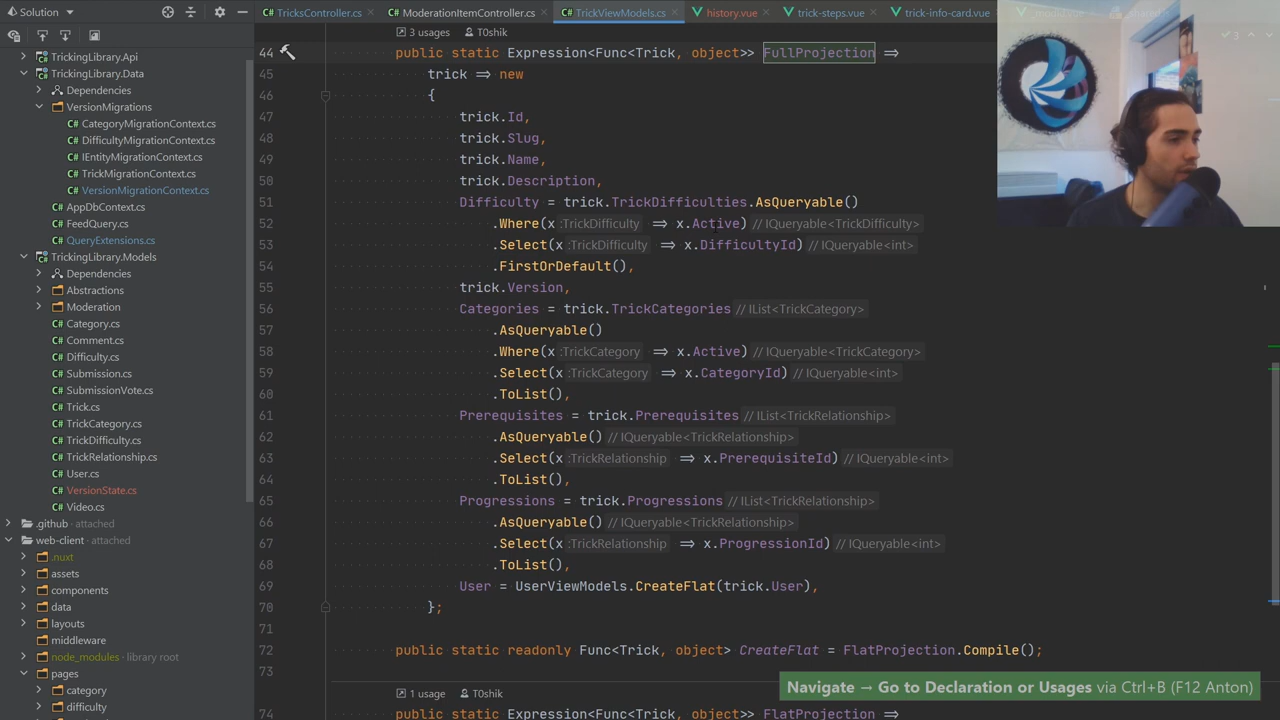 Solution
TricksController.cs
ModerationItemController.cs
TrickViewModels.cs
history.vue
trick-steps.vue
trick-info-card.vue
3 usages T0shik
TrickingLibrary.Api
TrickingLibrary.Data
Dependencies
VersionMigrations
CategoryMigrationContext.cs
DifficultyMigrationContext.cs
IEntityMigrationContext.cs
TrickMigrationContext.cs
VersionMigrationContext.cs
AppDbContext.cs
FeedQuery.cs
QueryExtensions.cs
TrickingLibrary.Models
Dependencies
Abstractions
Moderation
Category.cs
Comment.cs
Difficulty.cs
Submission.cs
SubmissionVote.cs
Trick.cs
TrickCategory.cs
TrickDifficulty.cs
TrickRelationship.cs
User.cs
VersionState.cs
Video.cs
.github attached
web-client attached
.nuxt
assets
components
data
layouts
middleware
node_modules library root
pages
category
difficulty
44 public static Expression<Func<Trick, object>> FullProjection =>
45 trick => new
46 {
47 trick.Id,
48 trick.Slug,
49 trick.Name,
50 trick.Description,
51 Difficulty = trick.TrickDifficulties.AsQueryable()
52 .Where(x :TrickDifficulty => x.Active) // IQueryable<TrickDifficulty>
53 .Select(x :TrickDifficulty => x.DifficultyId) // IQueryable<int>
54 .FirstOrDefault(),
55 trick.Version,
56 Categories = trick.TrickCategories // IList<TrickCategory>
57 .AsQueryable()
58 .Where(x :TrickCategory => x.Active) // IQueryable<TrickCategory>
59 .Select(x :TrickCategory => x.CategoryId) // IQueryable<int>
60 .ToList(),
61 Prerequisites = trick.Prerequisites // IList<TrickRelationship>
62 .AsQueryable() // IQueryable<TrickRelationship>
63 .Select(x :TrickRelationship => x.PrerequisiteId) // IQueryable<int>
64 .ToList(),
65 Progressions = trick.Progressions // IList<TrickRelationship>
66 .AsQueryable() // IQueryable<TrickRelationship>
67 .Select(x :TrickRelationship => x.ProgressionId) // IQueryable<int>
68 .ToList(),
69 User = UserViewModels.CreateFlat(trick.User),
70 };
71
72 public static readonly Func<Trick, object> CreateFlat = FlatProjection.Compile();
73
1 usage T0shik
74 public static Expression<Func<Trick, object>> FlatProjection =>
Navigate → Go to Declaration or Usages via Ctrl+B (F12 Anton)
3